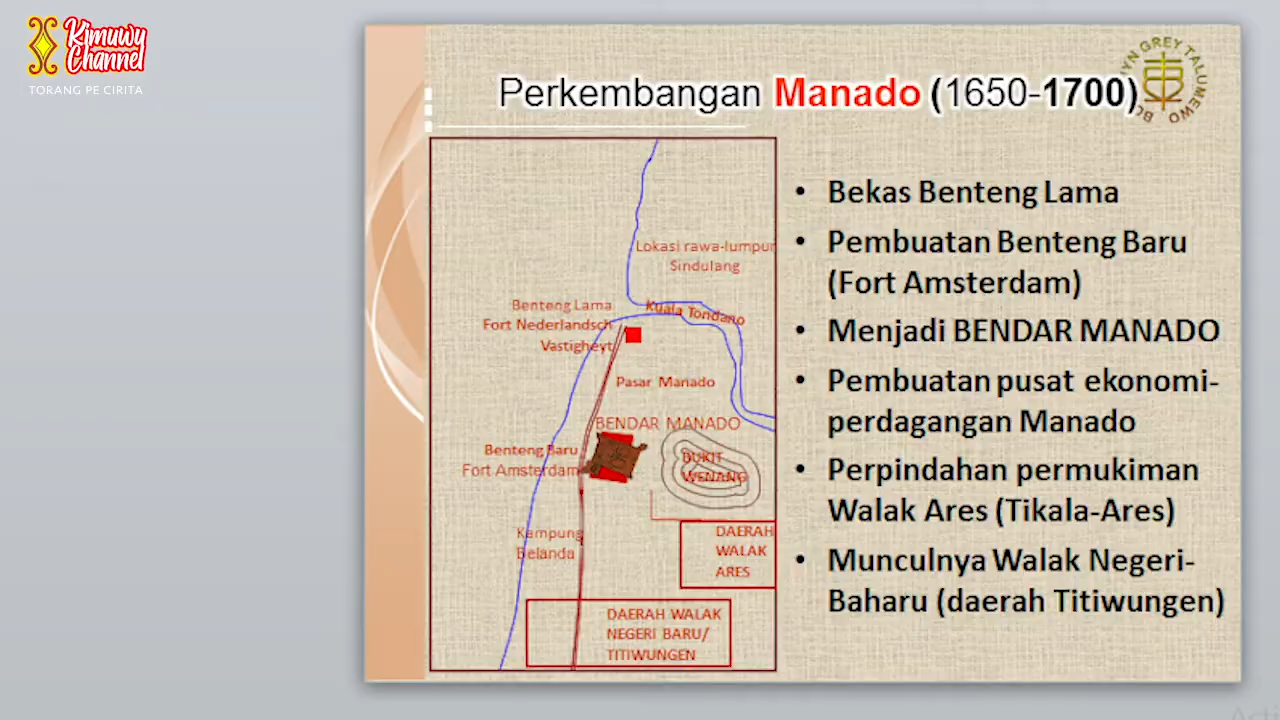 Kimuwy
Channel
TORANG PE CIRITA
Perkembangan Manado (1650-1700)
Lokasi rawa-lumpur
Sindulang
Benteng Lama
Fort Nederlandsch
Vastigheyt
Kuala Tondano
Pasar Manado
BENDAR MANADO
Benteng Baru
Fort Amsterdam
BUKIT
WENANG
Kampung
Belanda
DAERAH
WALAK
ARES
DAERAH WALAK
NEGERI BARU/
TITIWUNGEN
• Bekas Benteng Lama
• Pembuatan Benteng Baru
(Fort Amsterdam)
• Menjadi BENDAR MANADO
• Pembuatan pusat ekonomi-
perdagangan Manado
• Perpindahan permukiman
Walak Ares (Tikala-Ares)
• Munculnya Walak Negeri-
Baharu (daerah Titiwungen)
GREY TALUMEWO